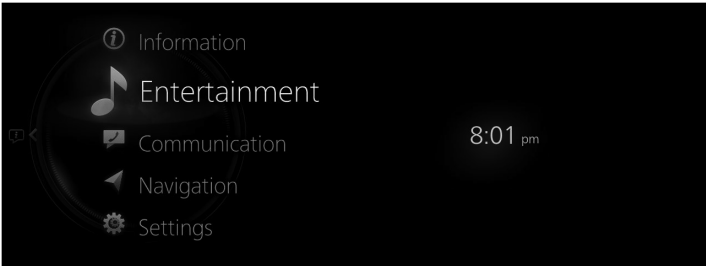 Information
Entertainment
Communication
8:01 pm
Navigation
Settings